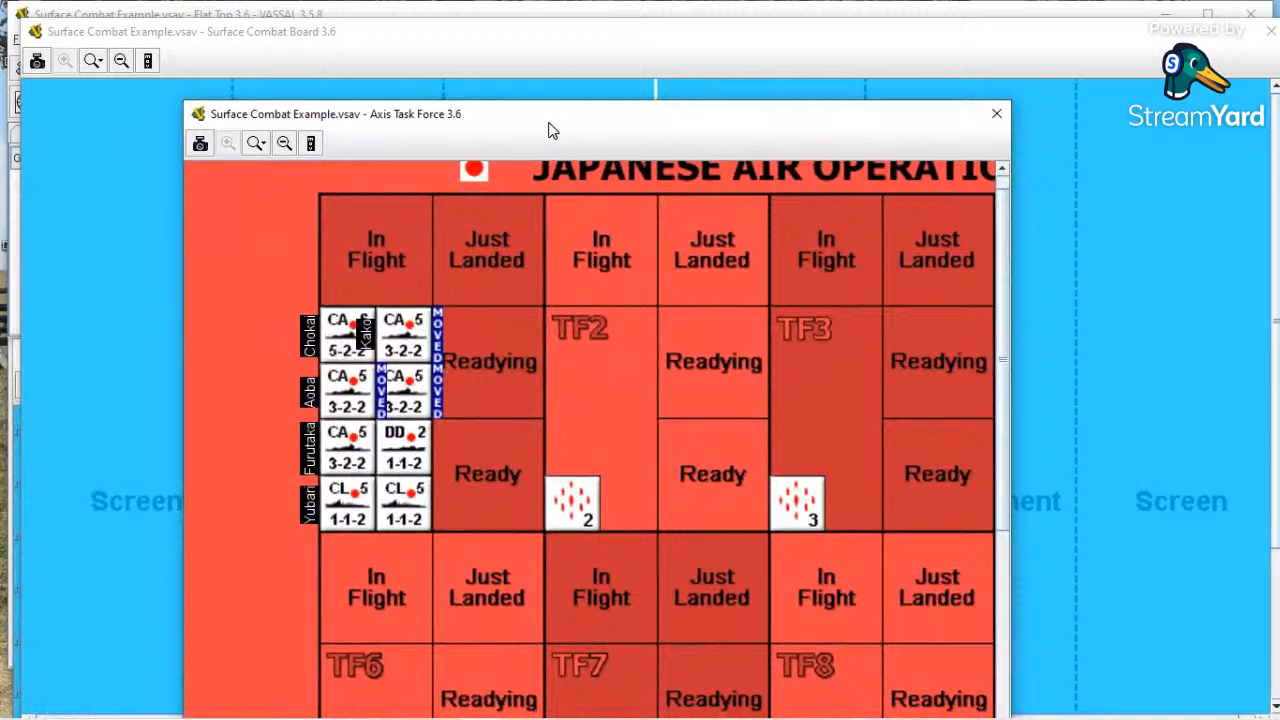 Surface Combat Example.vsav - Flat Top 3.6 - VASSAL 3.5.8
Surface Combat Example.vsav - Surface Combat Board 3.6
Powered by
StreamYard
Surface Combat Example.vsav - Axis Task Force 3.6
JAPANESE AIR OPERATIO
In Flight
Just Landed
In Flight
Just Landed
In Flight
Just Landed
Chokai
CA 5
5-2-2
Kako
CA 5
3-2-2
MOVED
Readying
TF2
Readying
TF3
Readying
Aoba
CA 5
3-2-2
MOVED
CA 5
3-2-2
MOVED
Furutaka
CA 5
3-2-2
DD 2
1-1-2
Ready
Ready
Ready
Yubari
CL 5
1-1-2
CL 5
1-1-2
2
3
Screen
Screen
In Flight
Just Landed
In Flight
Just Landed
In Flight
Just Landed
TF6
Readying
TF7
Readying
TF8
Readying